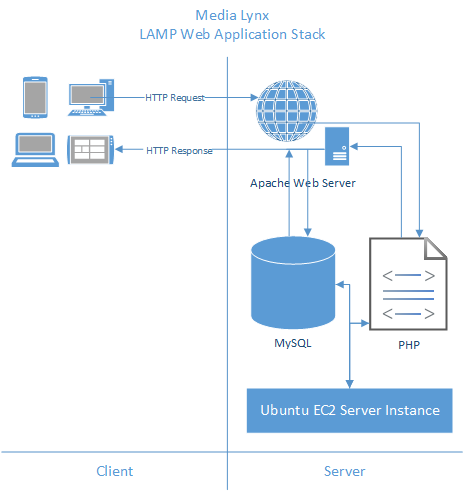 Media Lynx
LAMP Web Application Stack
HTTP Request
HTTP Response
Apache Web Server
MySQL
PHP
Ubuntu EC2 Server Instance
Client
Server